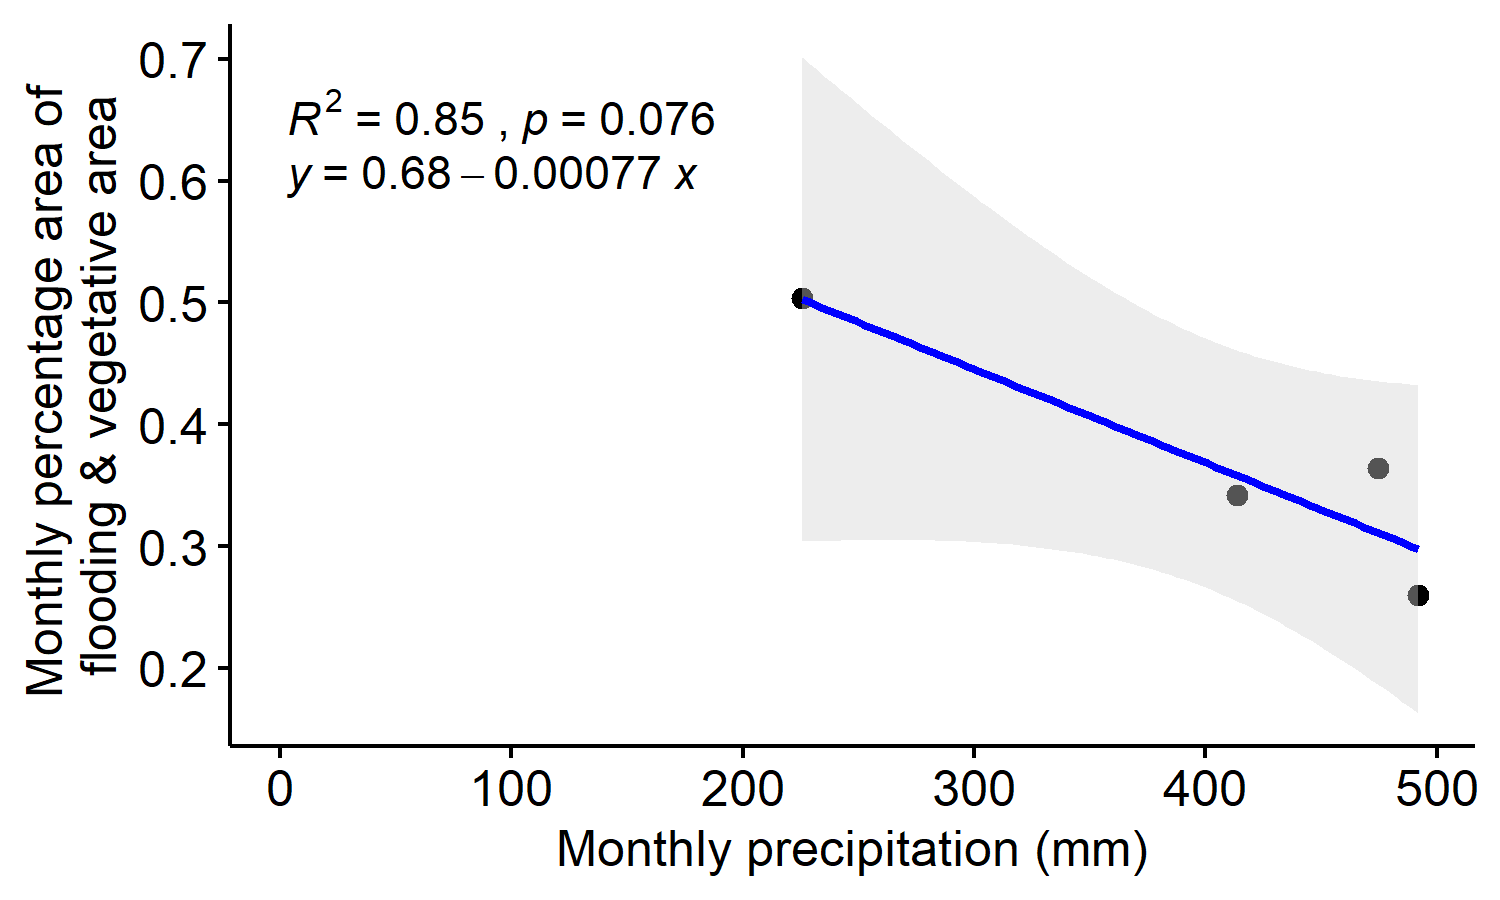 Monthly percentage area of
flooding & vegetative area
0.7
0.6
0.5
0.4
0.3
0.2
R² = 0.85 , p = 0.076
y = 0.68 – 0.00077 x
0 100 200 300 400 500
Monthly precipitation (mm)